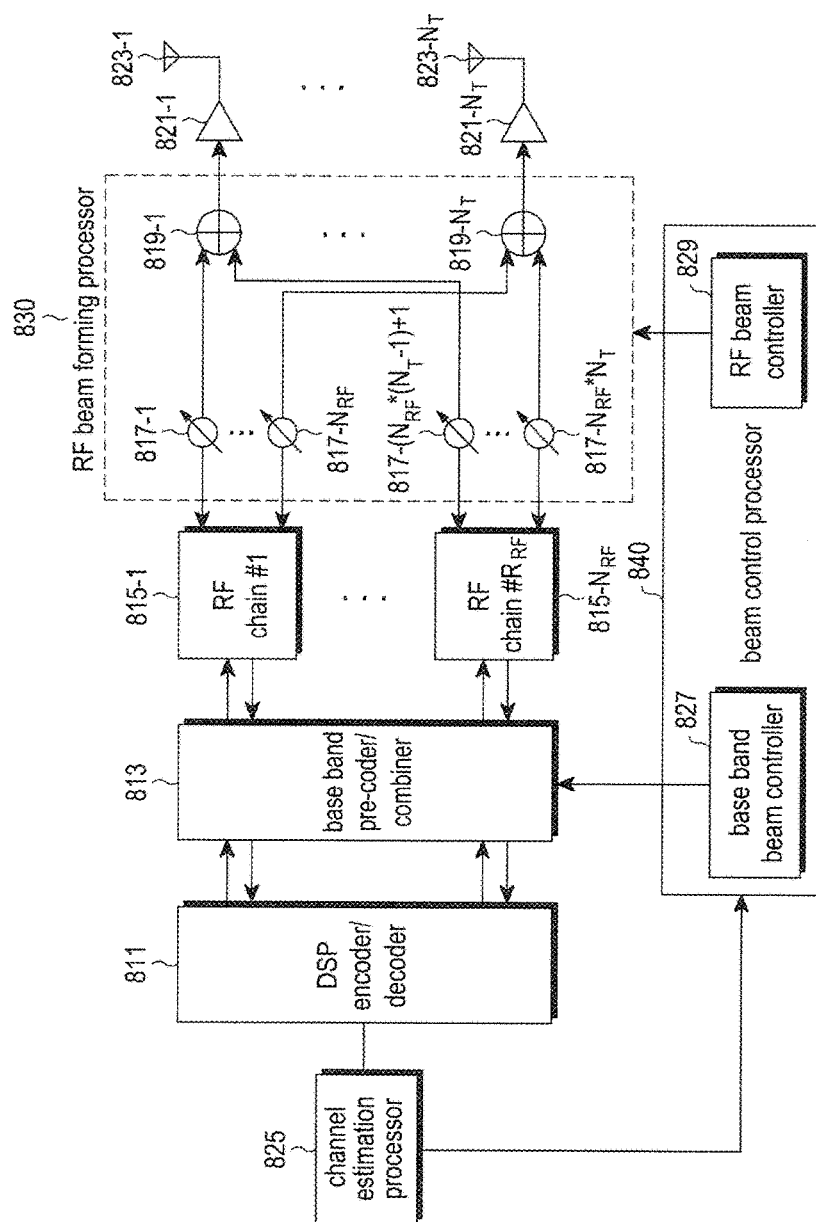 830
RF beam forming processor
823-1
821-1
819-1
817-1
815-1
RF
chain #1
817-N_RF
813
base band
pre-coder/
combiner
811
DSP
encoder/
decoder
825
channel
estimation
processor
823-N_T
821-N_T
819-N_T
817-(N_RF*(N_T-1)+1
RF
chain #R_RF
815-N_RF
817-N_RF*N_T
840
beam control processor
827
base band
beam controller
829
RF beam
controller